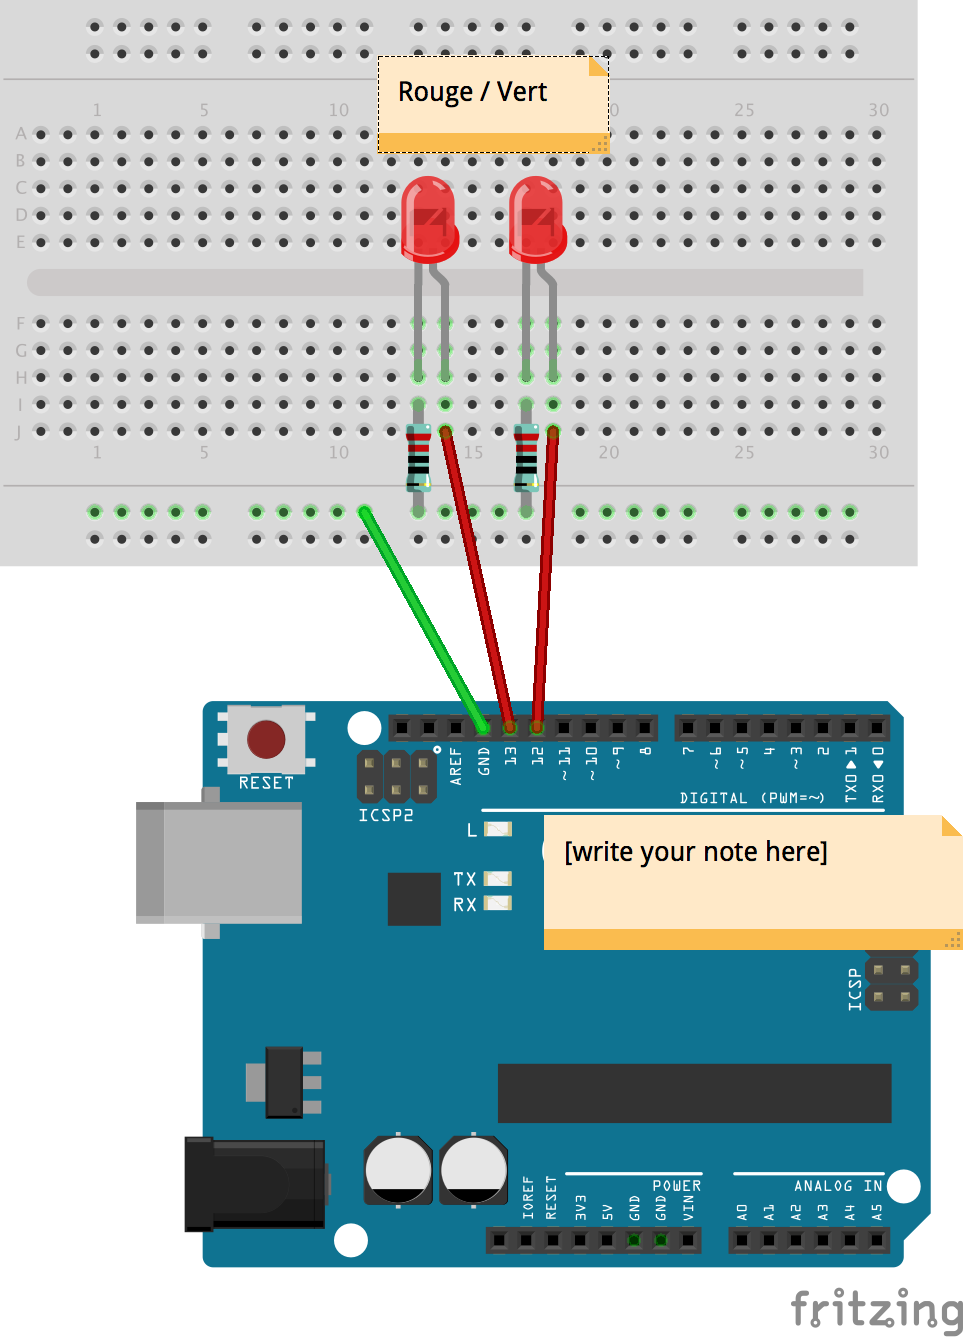 1 5 10 20 25 30
Rouge / Vert
A
B
C
D
E
F
G
H
I
J
1 5 10 15 20 25 30
RESET
ICSP2
AREF
GND
13
12
~11
~10
~9
8
7
~6
~5
4
~3
2
TX0▶1
RX0◀0
DIGITAL (PWM=~)
L
TX
RX
[write your note here]
ICSP
IOREF
RESET
3V3
5V
GND
GND
VIN
POWER
ANALOG IN
A0
A1
A2
A3
A4
A5
fritzing